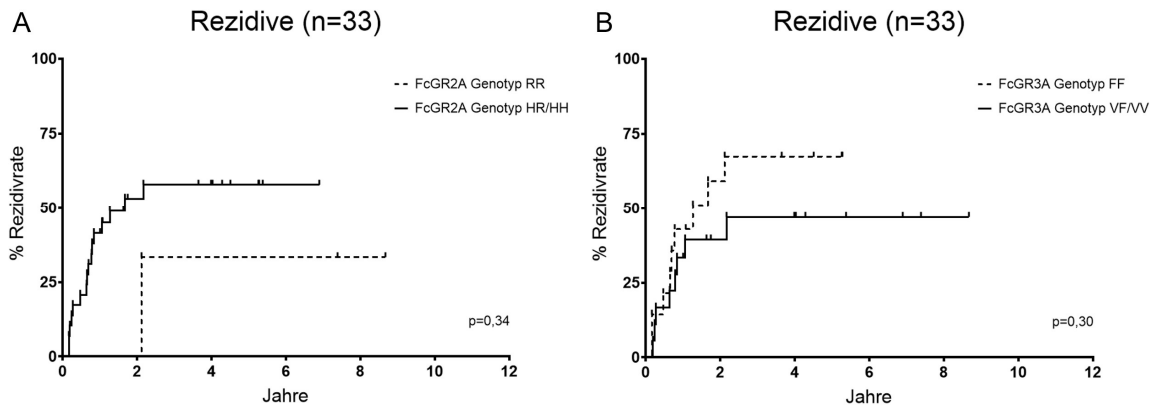 A
Rezidive (n=33)
% Rezidivrate
100
75
50
25
0
0 2 4 6 8 10 12
Jahre
FcGR2A Genotyp RR
FcGR2A Genotyp HR/HH
p=0,34
B
Rezidive (n=33)
% Rezidivrate
100
75
50
25
0
0 2 4 6 8 10 12
Jahre
FcGR3A Genotyp FF
FcGR3A Genotyp VF/VV
p=0,30